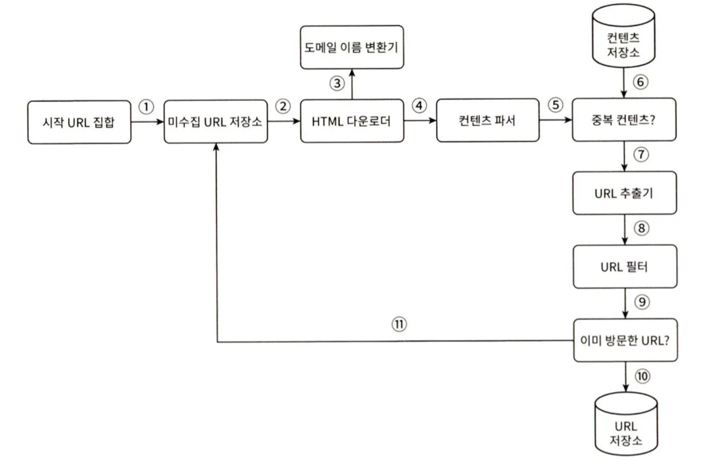 컨텐츠
저장소
도메일 이름 변환기
③
⑥
①
②
④
⑤
시작 URL 집합
미수집 URL 저장소
HTML 다운로더
컨텐츠 파서
중복 컨텐츠?
⑦
URL 추출기
⑧
URL 필터
⑨
⑪
이미 방문한 URL?
⑩
URL
저장소